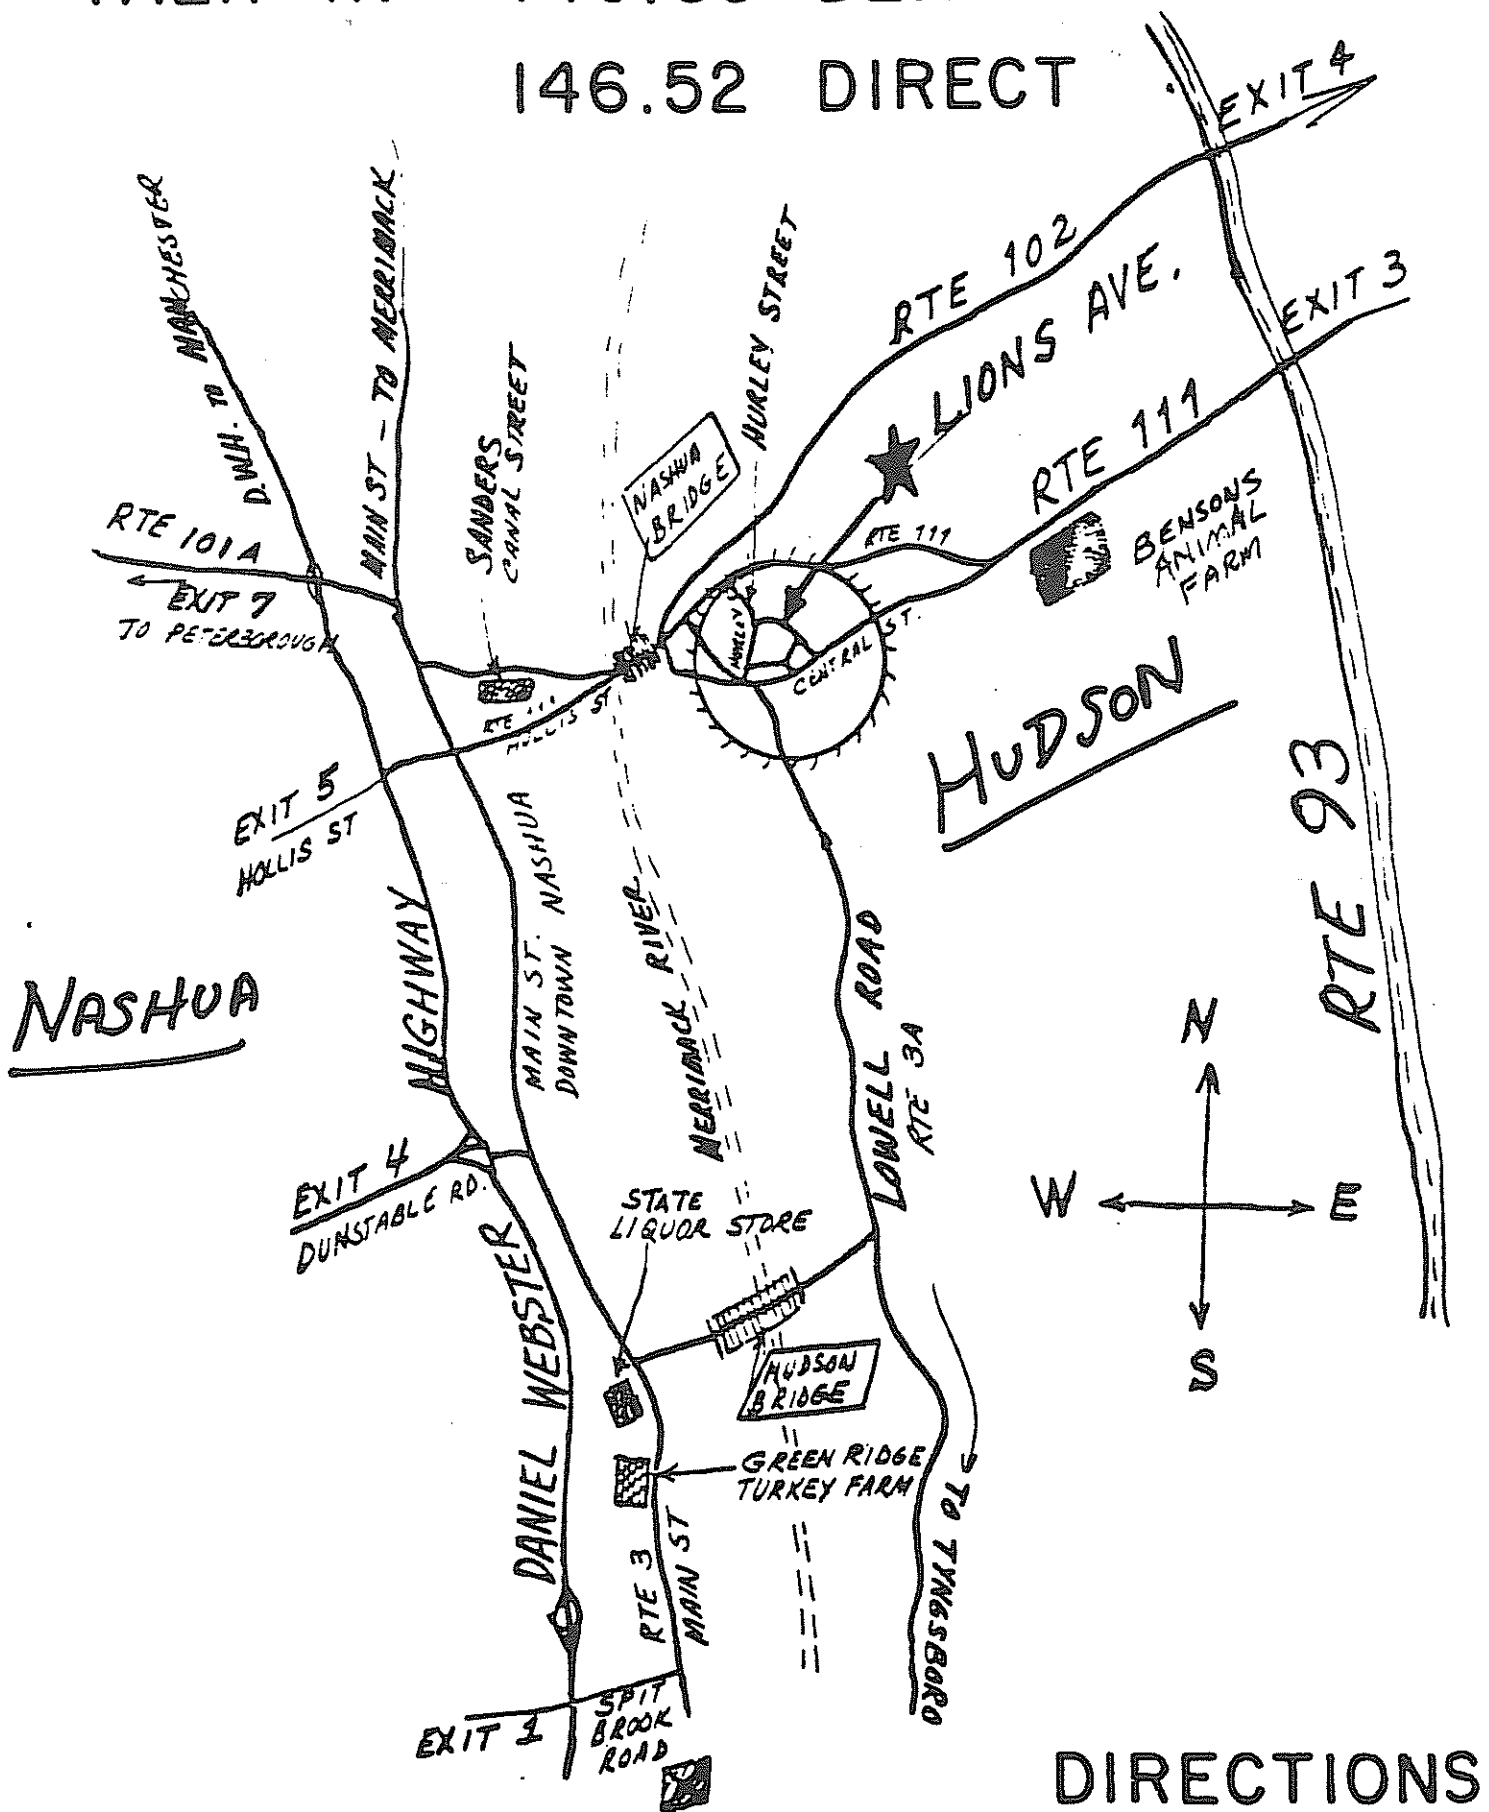 146.52 DIRECT
EXIT 4
D.W.H. TO MANCHESTER
MAIN ST - TO MERRIMACK
HURLEY STREET
RTE 102
LIONS AVE.
EXIT 3
SANDERS
CANAL STREET
NASHUA
BRIDGE
RTE 111
RTE 101A
EXIT 7
TO PETERBOROUGH
RTE 111
BENSONS
ANIMAL
FARM
HURLEY
CENTRAL ST.
RTE 111
HOLLIS ST
HUDSON
EXIT 5
HOLLIS ST
RTE 93
NASHUA
HIGHWAY
MAIN ST.
DOWNTOWN NASHUA
MERRIMACK RIVER
LOWELL ROAD
RTE 3A
N
W
E
S
EXIT 4
DUNSTABLE RD.
STATE
LIQUOR STORE
DANIEL WEBSTER
HUDSON
BRIDGE
GREEN RIDGE
TURKEY FARM
RTE 3
MAIN ST
TO TYNGSBORO
EXIT 1
SPIT
BROOK
ROAD
DIRECTIONS